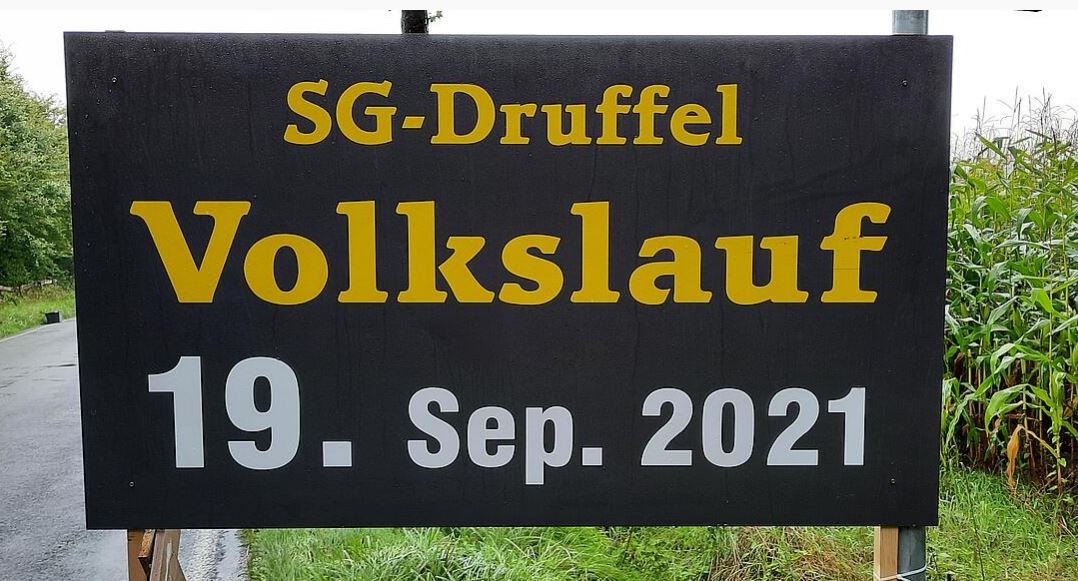 SG-Druffel
Volkslauf
19. Sep. 2021